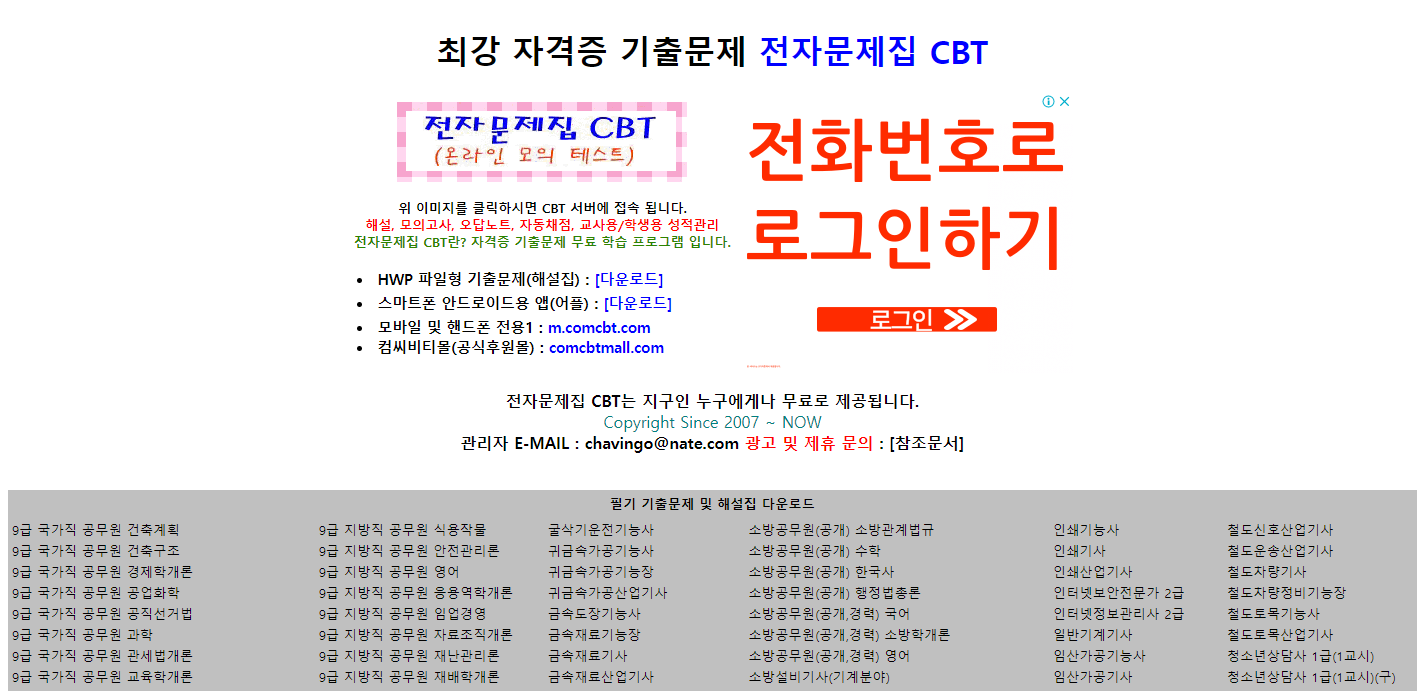 최강 자격증 기출문제 전자문제집 CBT
전자문제집 CBT
(온라인 모의 테스트)
위 이미지를 클릭하시면 CBT 서버에 접속 됩니다.
해설, 모의고사, 오답노트, 자동채점, 교사용/학생용 성적관리
전자문제집 CBT란? 자격증 기출문제 무료 학습 프로그램 입니다.
• HWP 파일형 기출문제(해설집) : [다운로드]
• 스마트폰 안드로이드용 앱(어플) : [다운로드]
• 모바일 및 핸드폰 전용1 : m.comcbt.com
• 컴씨비티몰(공식후원몰) : comcbtmall.com
전화번호로
로그인하기
로그인
전자문제집 CBT는 지구인 누구에게나 무료로 제공됩니다.
Copyright Since 2007 ~ NOW
관리자 E-MAIL : chavingo@nate.com 광고 및 제휴 문의 : [참조문서]
필기 기출문제 및 해설집 다운로드
9급 국가직 공무원 건축계획 9급 지방직 공무원 식용작물 굴삭기운전기능사 소방공무원(공개) 소방관계법규 인쇄기능사 철도신호산업기사
9급 국가직 공무원 건축구조 9급 지방직 공무원 안전관리론 귀금속가공기능사 소방공무원(공개) 수학 인쇄기사 철도운송산업기사
9급 국가직 공무원 경제학개론 9급 지방직 공무원 영어 귀금속가공기능장 소방공무원(공개) 한국사 인쇄산업기사 철도차량기사
9급 국가직 공무원 공업화학 9급 지방직 공무원 응용역학개론 귀금속가공산업기사 소방공무원(공개) 행정법총론 인터넷보안전문가 2급 철도차량정비기능장
9급 국가직 공무원 공직선거법 9급 지방직 공무원 임업경영 금속도장기능사 소방공무원(공개,경력) 국어 인터넷정보관리사 2급 철도토목기능사
9급 국가직 공무원 과학 9급 지방직 공무원 자료조직개론 금속재료기능장 소방공무원(공개,경력) 소방학개론 일반기계기사 철도토목산업기사
9급 국가직 공무원 관세법개론 9급 지방직 공무원 재난관리론 금속재료기사 소방공무원(공개,경력) 영어 임산가공기능사 청소년상담사 1급(1교시)
9급 국가직 공무원 교육학개론 9급 지방직 공무원 재배학개론 금속재료산업기사 소방설비기사(기계분야) 임산가공기사 청소년상담사 1급(1교시)(구)